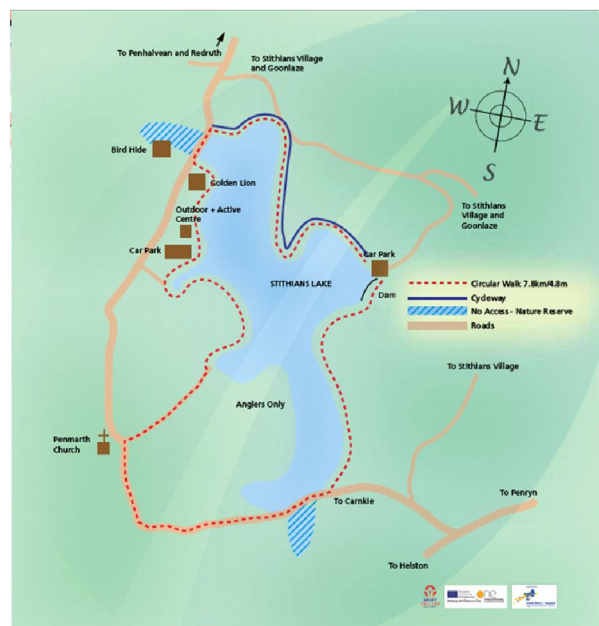 To Penhalvean and Redruth
To Stithians Village
and Goonlaze
N
W
E
S
Bird Hide
Golden Lion
Outdoor + Active
Centre
Car Park
To Stithians
Village and
Goonlaze
Car Park
STITHIANS LAKE
Dam
Circular Walk 7.8km/4.8m
Cycleway
No Access - Nature Reserve
Roads
To Stithians Village
Anglers Only
Penmarth
Church
To Carnkie
To Penryn
To Helston